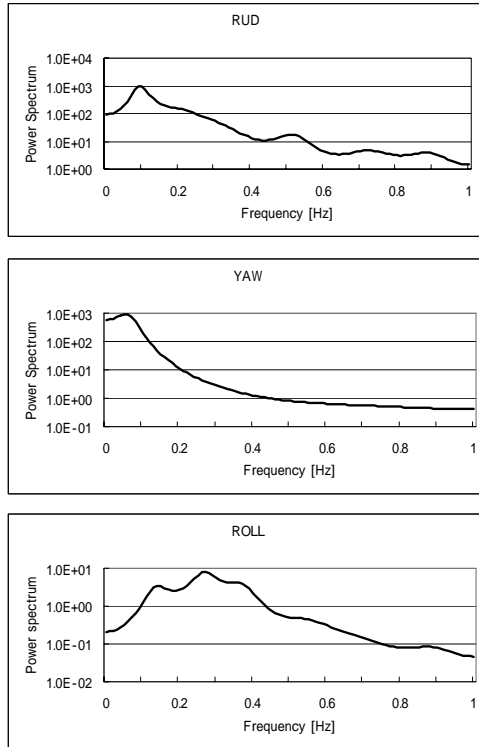 RUD
Power Spectrum
1.0E+04
1.0E+03
1.0E+02
1.0E+01
1.0E+00
0 0.2 0.4 0.6 0.8 1
Frequency [Hz]
YAW
Power Spectrum
1.0E+03
1.0E+02
1.0E+01
1.0E+00
1.0E-01
0 0.2 0.4 0.6 0.8 1
Frequency [Hz]
ROLL
Power spectrum
1.0E+01
1.0E+00
1.0E-01
1.0E-02
0 0.2 0.4 0.6 0.8 1
Frequency [Hz]